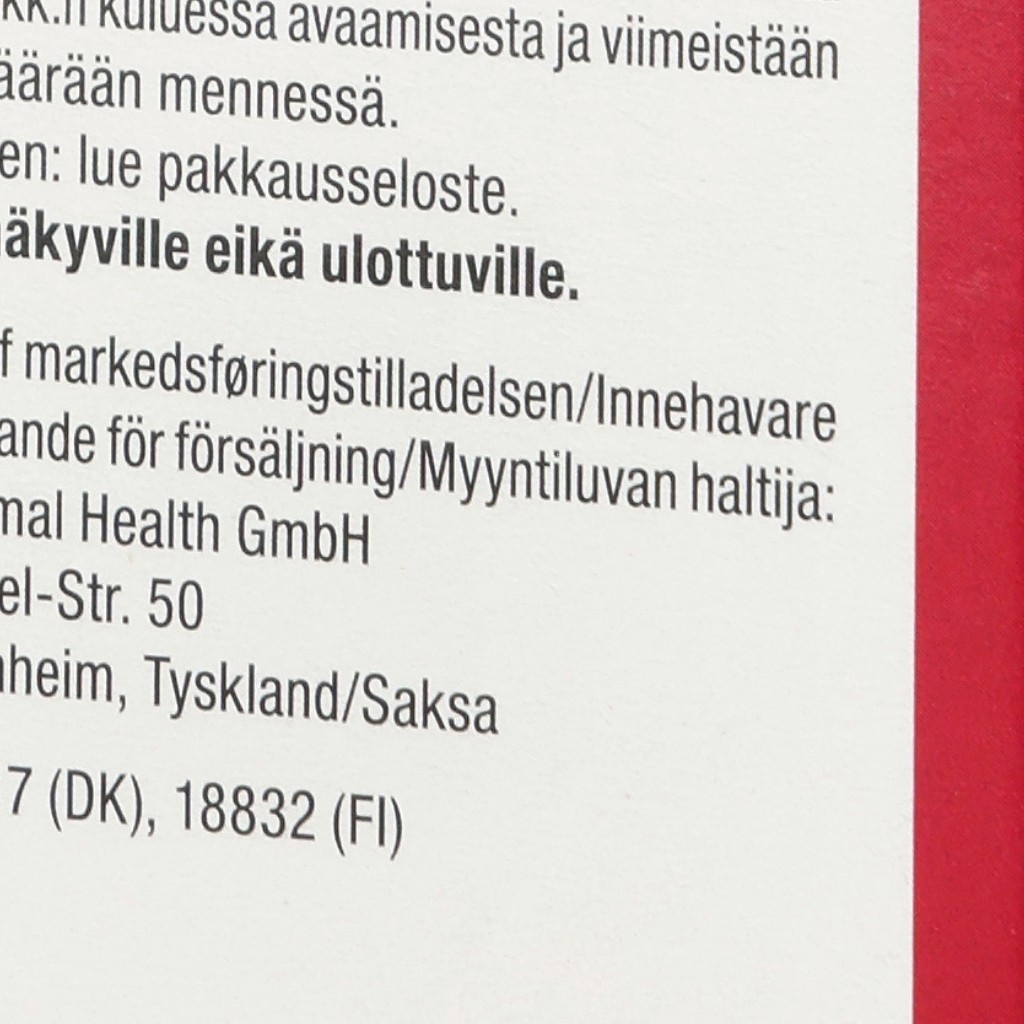 kk:n kuluessa avaamisesta ja viimeistään
äärään mennessä.
en: lue pakkausseloste.
äkyville eikä ulottuville.
f markedsføringstilladelsen/Innehavare
ande för försäljning/Myyntiluvan haltija:
mal Health GmbH
el-Str. 50
heim, Tyskland/Saksa
7 (DK), 18832 (FI)